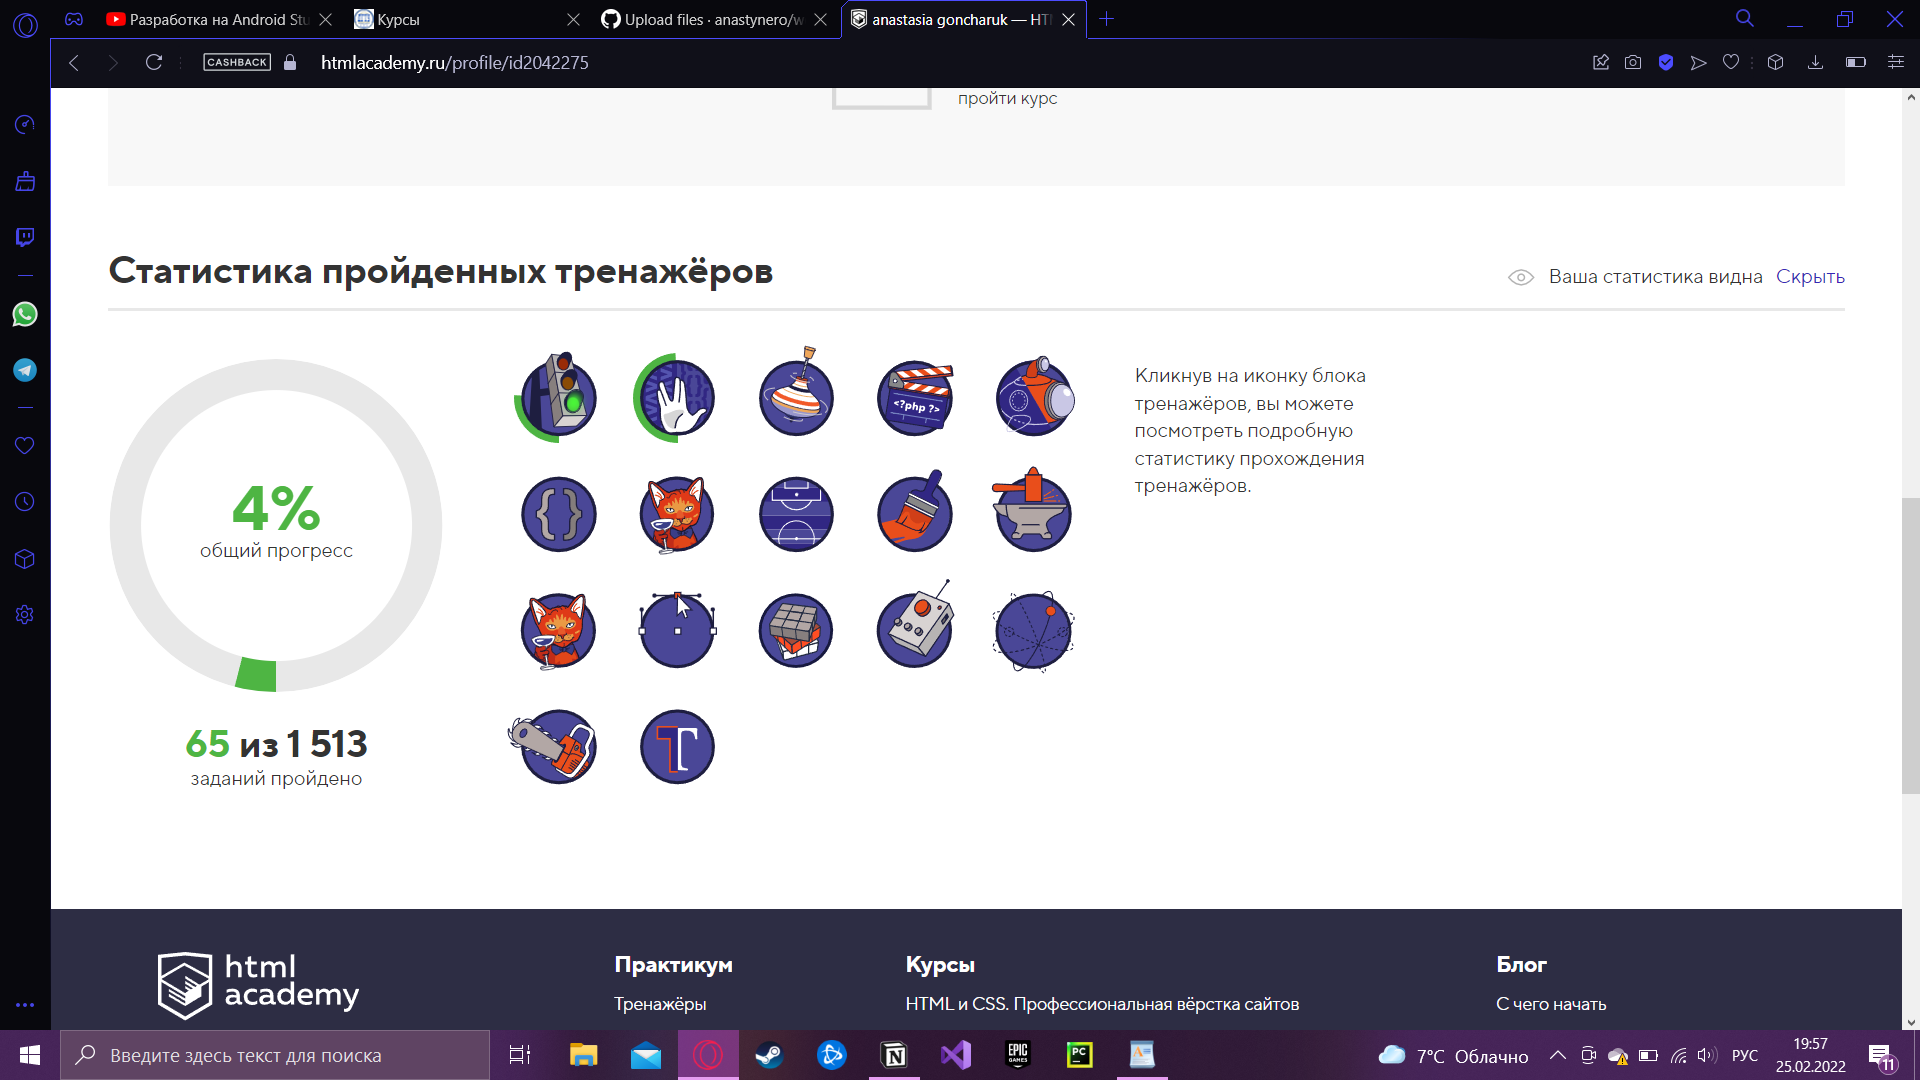 Разработка на Android Stu
Курсы
Upload files · anastynero/w
anastasia goncharuk — HT
CASHBACK
htmlacademy.ru/profile/id2042275
пройти курс
Статистика пройденных тренажёров
Ваша статистика видна Скрыть
4%
общий прогресс
65 из 1 513
заданий пройдено
<?php ?>
{}
T
Кликнув на иконку блока
тренажёров, вы можете
посмотреть подробную
статистику прохождения
тренажёров.
html
academy
Практикум
Тренажёры
Курсы
HTML и CSS. Профессиональная вёрстка сайтов
Блог
С чего начать
Введите здесь текст для поиска
N
EPIC
GAMES
PC
7°C Облачно
РУС
19:57
25.02.2022
11